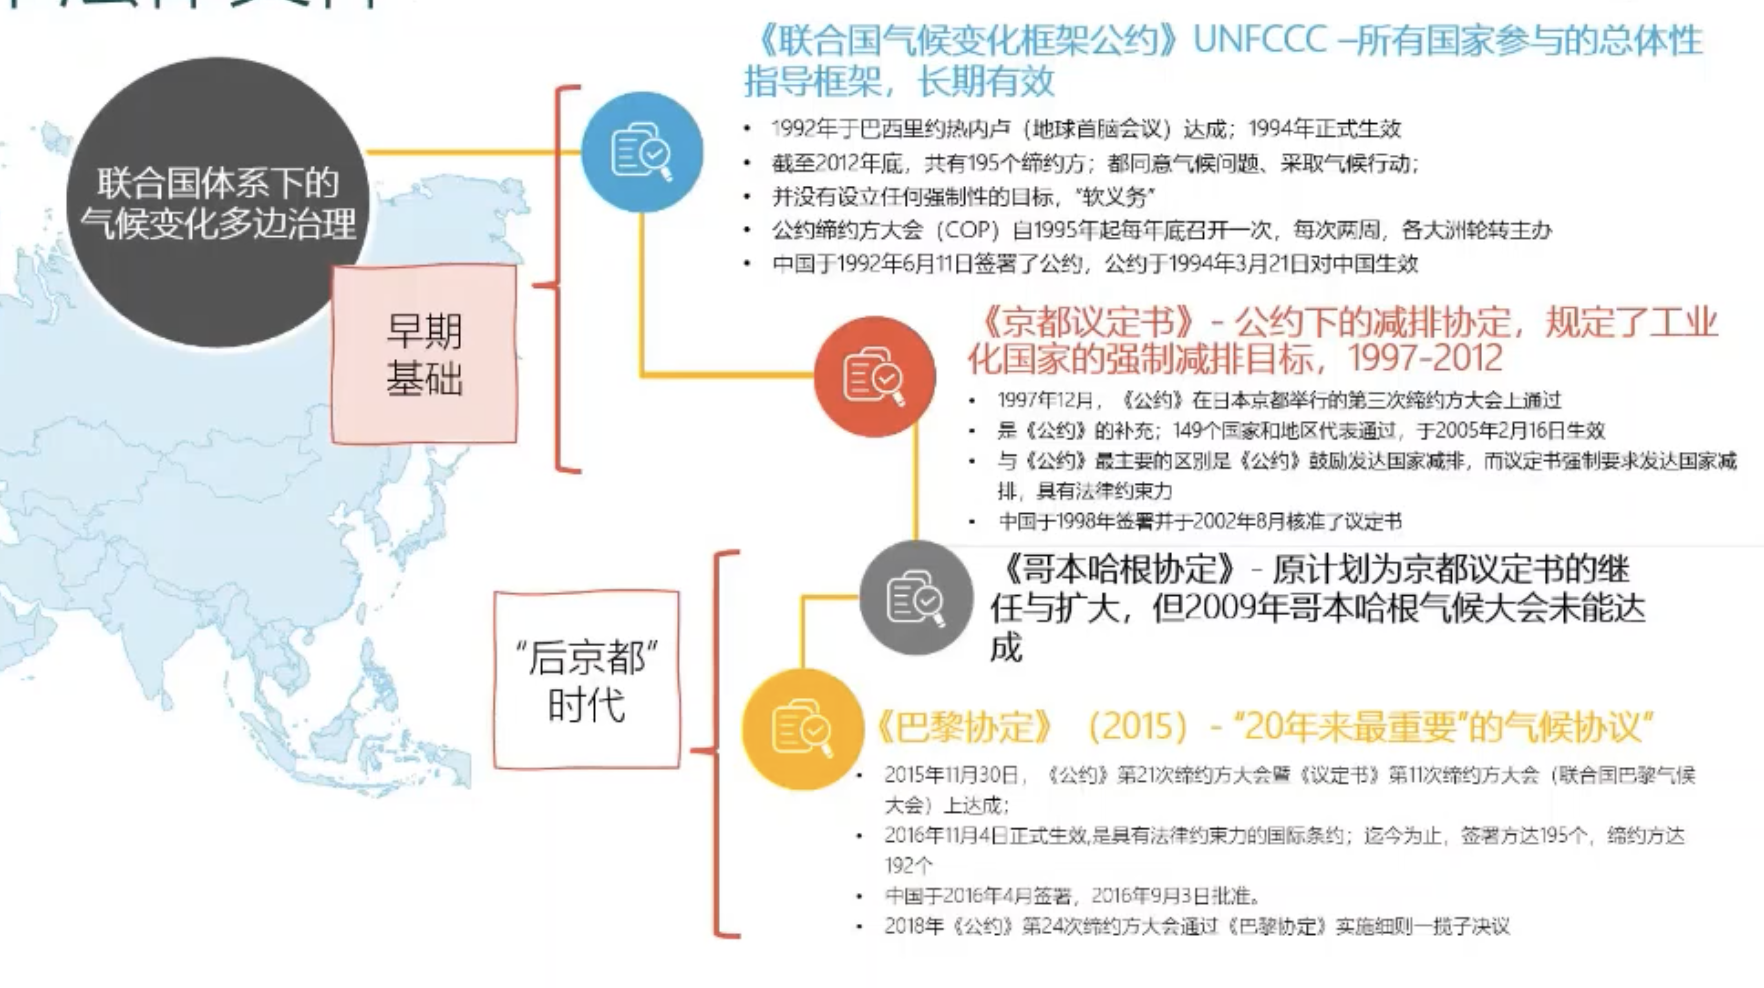 联合国体系下的
气候变化多边治理
早期
基础
《联合国气候变化框架公约》UNFCCC –所有国家参与的总体性
指导框架，长期有效
• 1992年于巴西里约热内卢（地球首脑会议）达成；1994年正式生效
• 截至2012年底，共有195个缔约方；都同意气候问题、采取气候行动；
• 并没有设立任何强制性的目标，“软义务”
• 公约缔约方大会（COP）自1995年起每年底召开一次，每次两周，各大洲轮转主办
• 中国于1992年6月11日签署了公约，公约于1994年3月21日对中国生效
《京都议定书》- 公约下的减排协定，规定了工业
化国家的强制减排目标，1997-2012
• 1997年12月，《公约》在日本京都举行的第三次缔约方大会上通过
• 是《公约》的补充；149个国家和地区代表通过，于2005年2月16日生效
• 与《公约》最主要的区别是《公约》鼓励发达国家减排，而议定书强制要求发达国家减
排，具有法律约束力
• 中国于1998年签署并于2002年8月核准了议定书
“后京都”
时代
《哥本哈根协定》- 原计划为京都议定书的继
任与扩大，但2009年哥本哈根气候大会未能达
成
《巴黎协定》（2015）- “20年来最重要”的气候协议”
• 2015年11月30日，《公约》第21次缔约方大会暨《议定书》第11次缔约方大会（联合国巴黎气候
大会）上达成；
• 2016年11月4日正式生效,是具有法律约束力的国际条约；迄今为止，签署方达195个，缔约方达
192个
• 中国于2016年4月签署，2016年9月3日批准。
• 2018年《公约》第24次缔约方大会通过《巴黎协定》实施细则一揽子决议